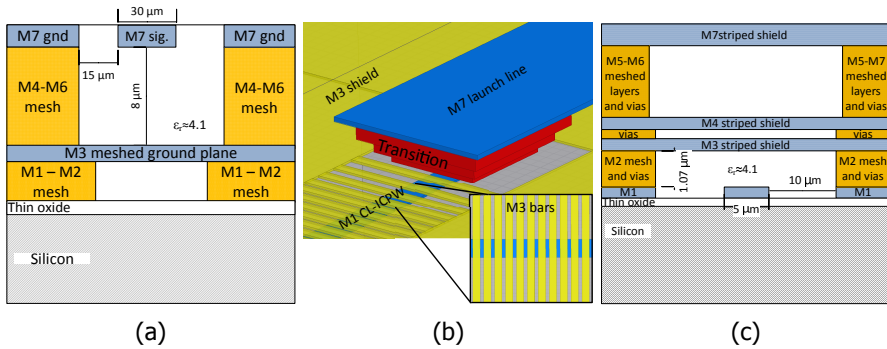 30 μm
M7 gnd
M7 sig.
M7 gnd
15 μm
M4-M6
mesh
8 μm
M4-M6
mesh
εr≈4.1
M3 meshed ground plane
M1 – M2
mesh
M1 – M2
mesh
Thin oxide
Silicon
(a)
M3 shield
M7 launch line
Transition
M1 CL-ICPW
M3 bars
(b)
M7striped shield
M5-M6
meshed
layers
and vias
M5-M7
meshed
layers
and vias
M4 striped shield
vias
vias
M3 striped shield
M2 mesh
and vias
1.07 μm
εr≈4.1
M2 mesh
and vias
10 μm
M1
M1
Thin oxide
5 μm
Silicon
(c)